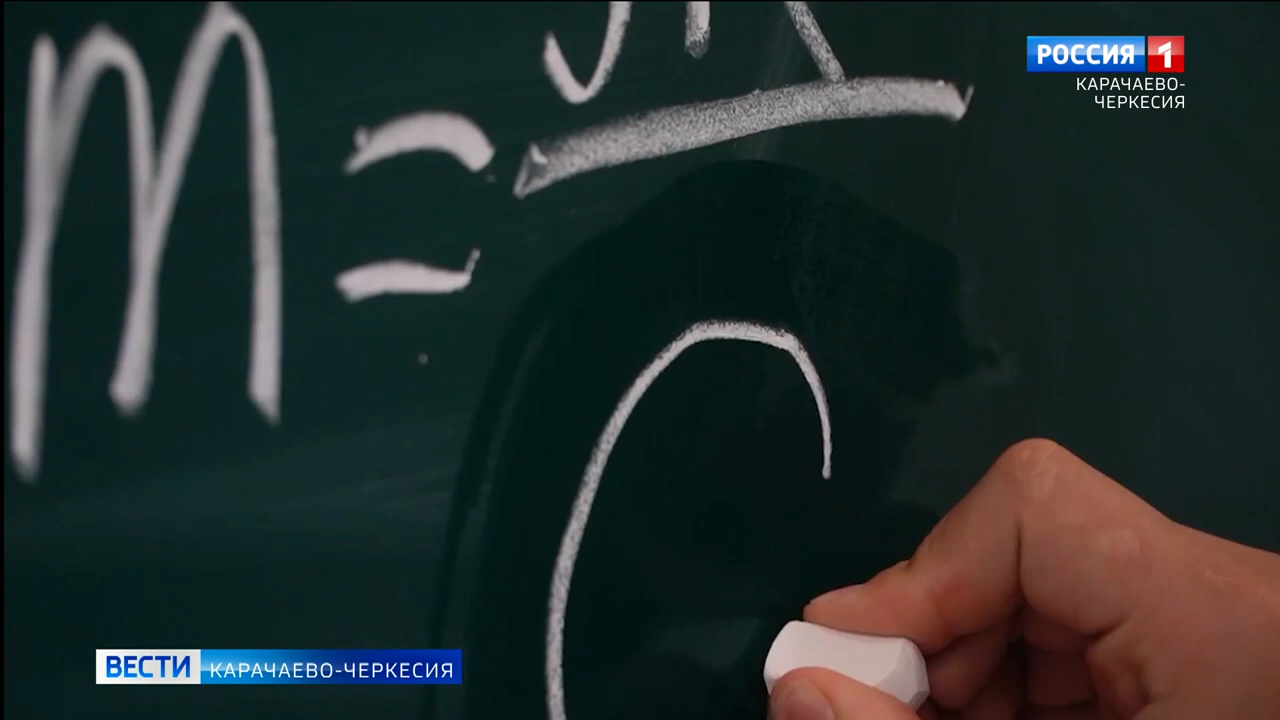 m =
C
РОССИЯ 1
КАРАЧАЕВО-
ЧЕРКЕСИЯ
ВЕСТИ КАРАЧАЕВО-ЧЕРКЕСИЯ